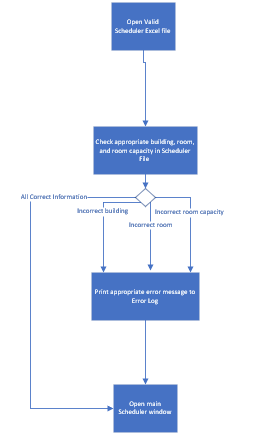 Open Valid
Scheduler Excel file
Check appropriate building, room,
and room capacity in Scheduler
File
All Correct Information
Incorrect building
Incorrect room capacity
Incorrect room
Print appropriate error message to
Error Log
Open main
Scheduler window